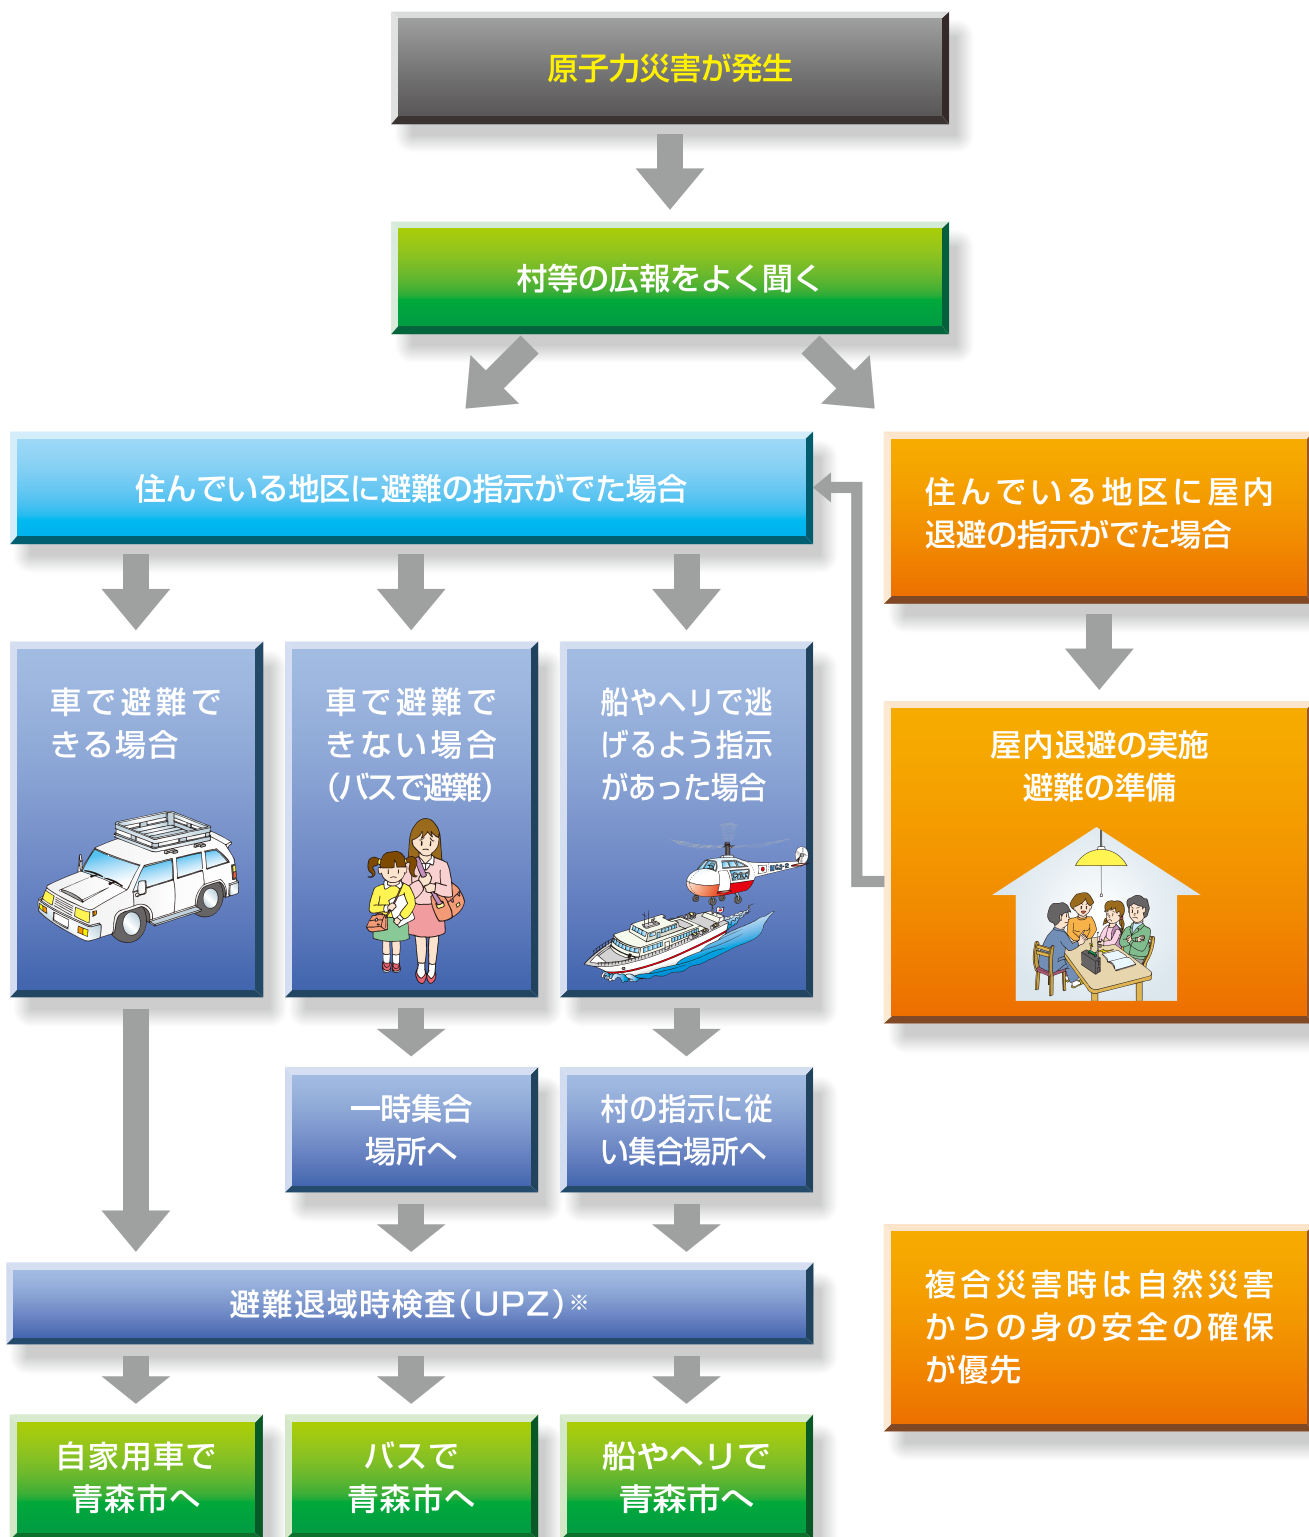 原子力災害が発生
村等の広報をよく聞く
住んでいる地区に避難の指示がでた場合
住んでいる地区に屋内
退避の指示がでた場合
車で避難で
きる場合
車で避難で
きない場合
(バスで避難)
船やヘリで逃
げるよう指示
があった場合
屋内退避の実施
避難の準備
一時集合
場所へ
村の指示に従
い集合場所へ
避難退域時検査(UPZ)※
複合災害時は自然災害
からの身の安全の確保
が優先
自家用車で
青森市へ
バスで
青森市へ
船やヘリで
青森市へ